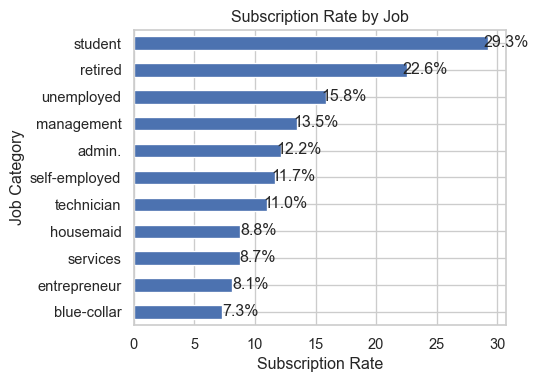 Subscription Rate by Job
student 29.3%
retired 22.6%
unemployed 15.8%
management 13.5%
admin. 12.2%
self-employed 11.7%
technician 11.0%
housemaid 8.8%
services 8.7%
entrepreneur 8.1%
blue-collar 7.3%
Job Category
0 5 10 15 20 25 30
Subscription Rate